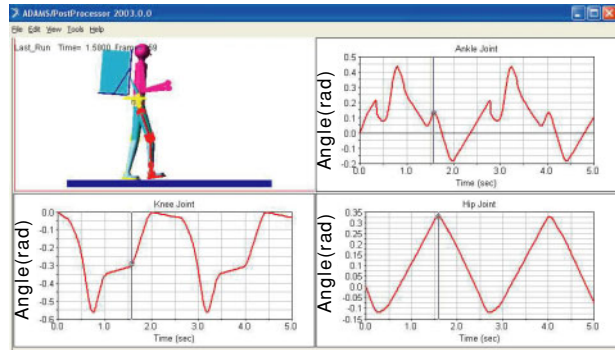 ADAMS/PostProcessor 2003.0.0
File Edit View Tools Help
Last_Run Time= 1.5800 Frame=
Ankle Joint
Angle(rad)
0.5
0.4
0.3
0.2
0.1
0.0
-0.1
-0.2
0.0 1.0 2.0 3.0 4.0 5.0
Time (sec)
Knee Joint
Angle(rad)
0.0
-0.1
-0.2
-0.3
-0.4
-0.5
-0.6
0.0 1.0 2.0 3.0 4.0 5.0
Time (sec)
Hip Joint
Angle(rad)
0.35
0.3
0.25
0.2
0.15
0.1
0.05
0.0
-0.05
-0.1
-0.15
0.0 1.0 2.0 3.0 4.0 5.0
Time (sec)